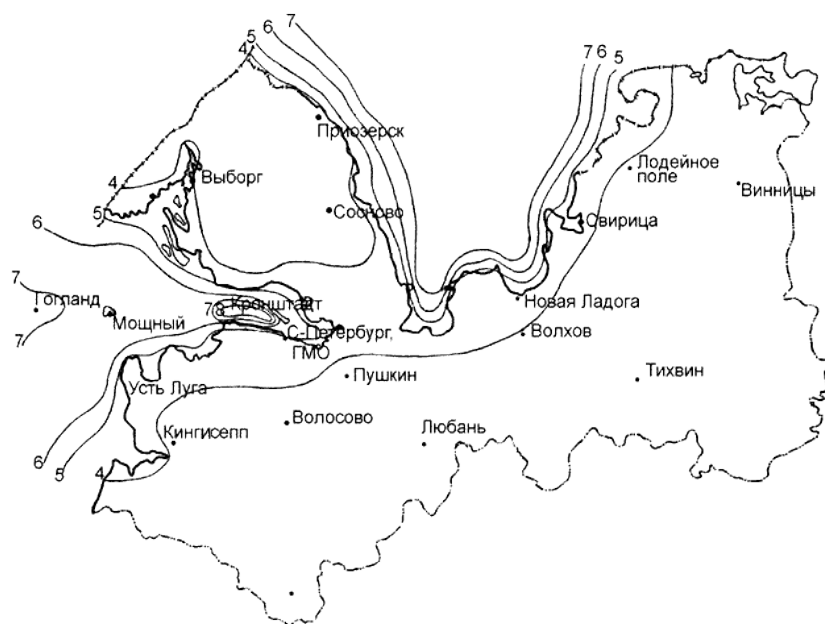 7
6
5
4
7 6 5
Приозерск
4
Выборг
Лодейное
поле
Винницы
Сосново
5
6
Свирица
7
Гогланд
Мощный
78 Кронштадт
Новая Ладога
С-Петербург,
ГМО
Волхов
7
Пушкин
Тихвин
Усть Луга
Волосово
Кингисепп
Любань
6
5
4